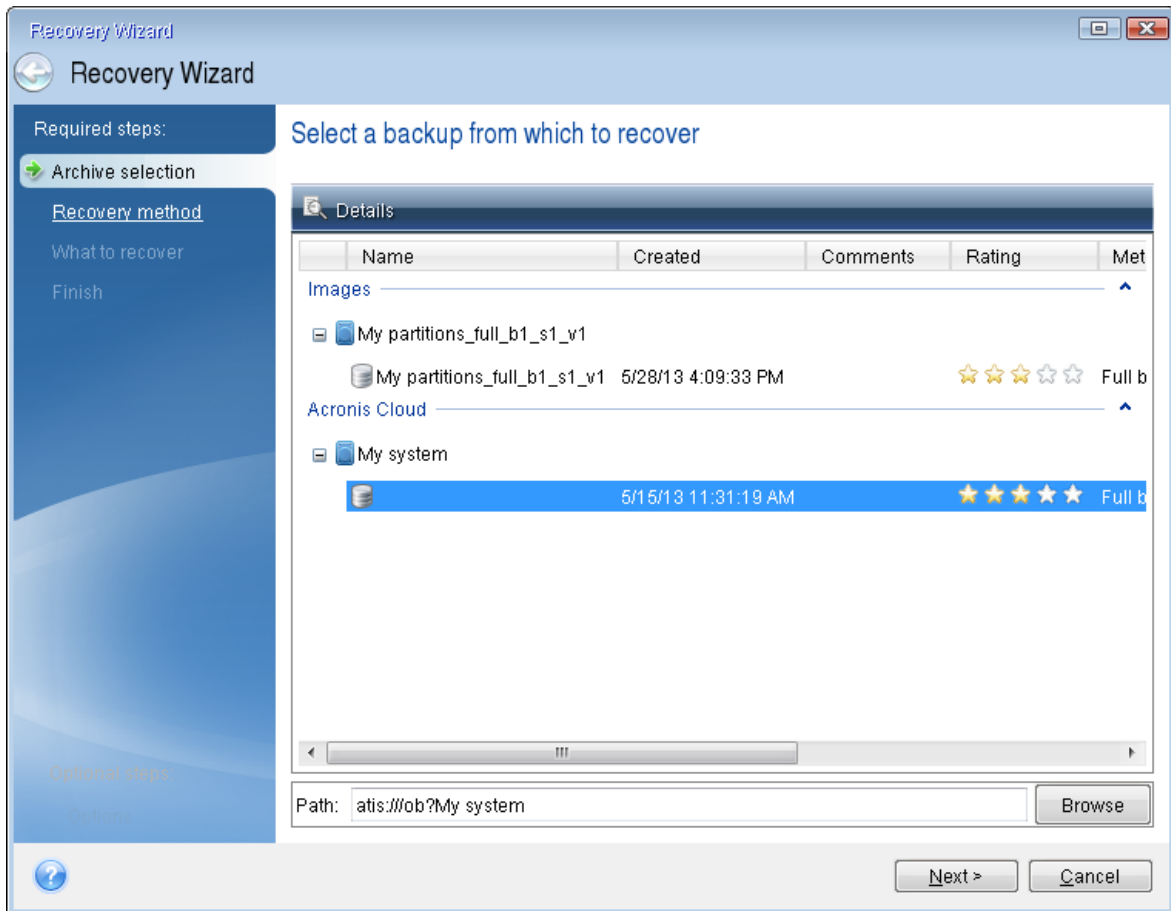 Recovery Wizard
Recovery Wizard
Required steps:
Archive selection
Recovery method
What to recover
Finish
Optional steps:
Options
Select a backup from which to recover
Details
Name Created Comments Rating Met
Images
My partitions_full_b1_s1_v1
My partitions_full_b1_s1_v1 5/28/13 4:09:33 PM Full b
Acronis Cloud
My system
5/15/13 11:31:19 AM Full b
Path: atis:///ob?My system Browse
Next > Cancel